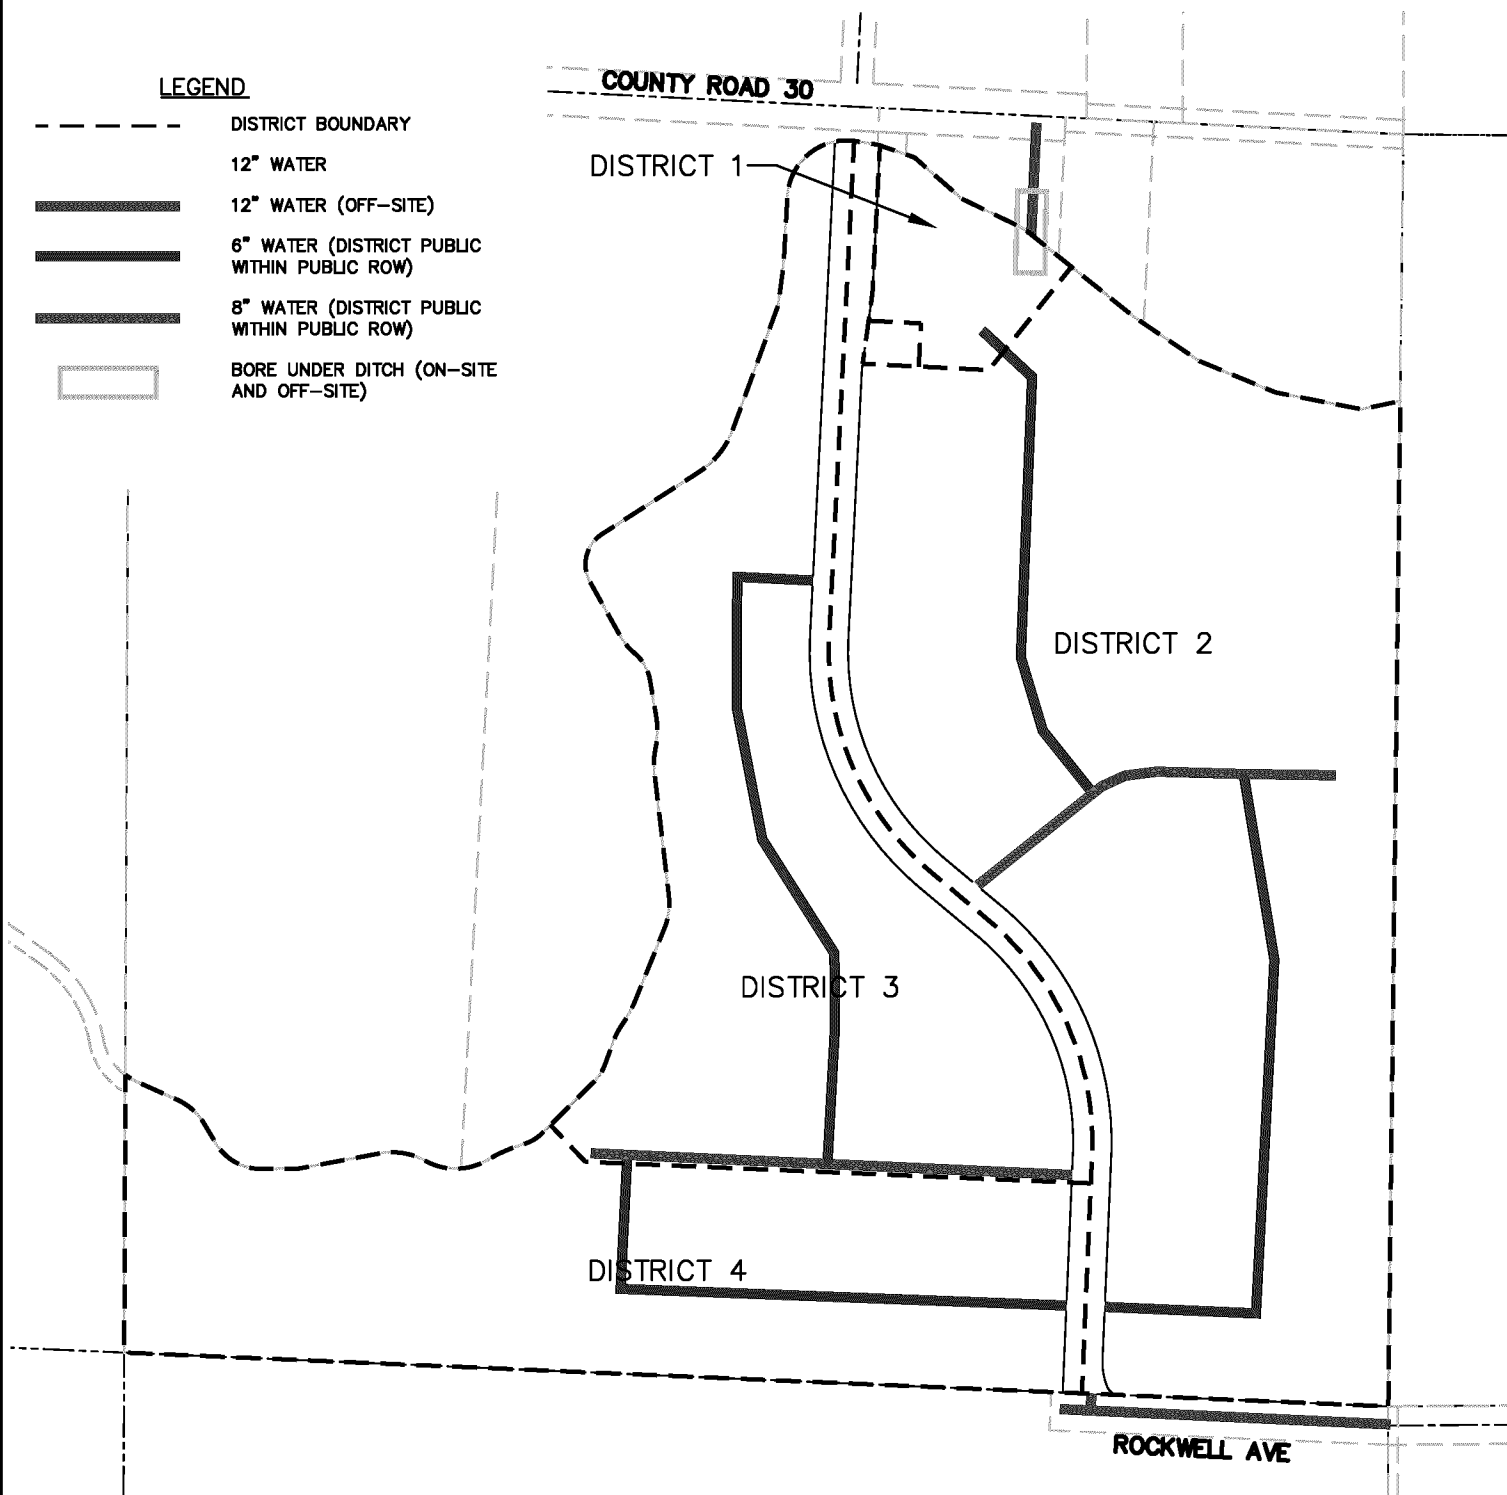 COUNTY ROAD 30
LEGEND
DISTRICT BOUNDARY
12" WATER
12" WATER (OFF-SITE)
6" WATER (DISTRICT PUBLIC
WITHIN PUBLIC ROW)
8" WATER (DISTRICT PUBLIC
WITHIN PUBLIC ROW)
BORE UNDER DITCH (ON-SITE
AND OFF-SITE)
DISTRICT 1
DISTRICT 2
DISTRICT 3
DISTRICT 4
ROCKWELL AVE